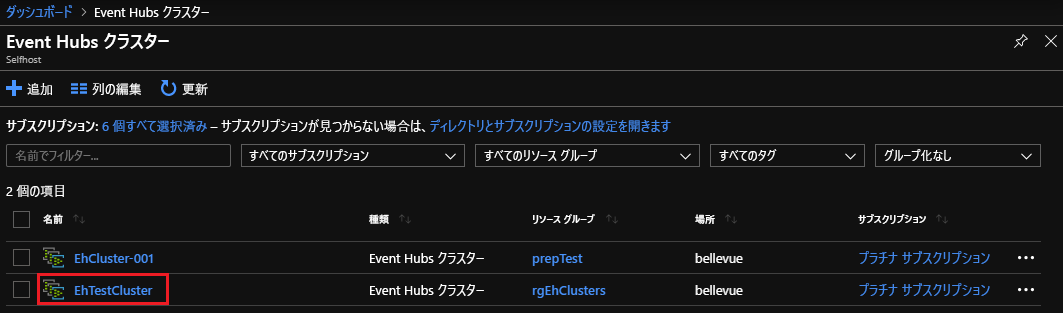 ダッシュボード > Event Hubs クラスター
Event Hubs クラスター
Selfhost
追加 列の編集 更新
サブスクリプション: 6 個すべて選択済み – サブスクリプションが見つからない場合は、ディレクトリとサブスクリプションの設定を開きます
名前でフィルター... すべてのサブスクリプション すべてのリソース グループ すべてのタグ グループ化なし
2 個の項目
名前 種類 リソース グループ 場所 サブスクリプション
EhCluster-001 Event Hubs クラスター prepTest bellevue プラチナ サブスクリプション
EhTestCluster Event Hubs クラスター rgEhClusters bellevue プラチナ サブスクリプション